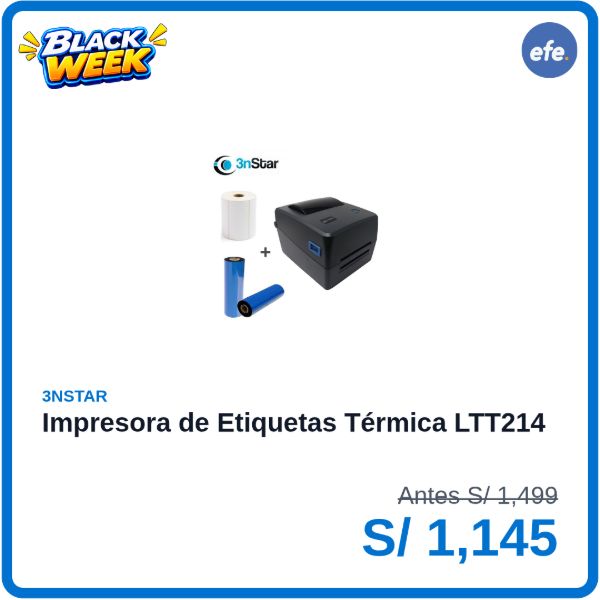 BLACK
WEEK
efe.
3nStar
+
3NSTAR
Impresora de Etiquetas Térmica LTT214
Antes S/ 1,499
S/ 1,145